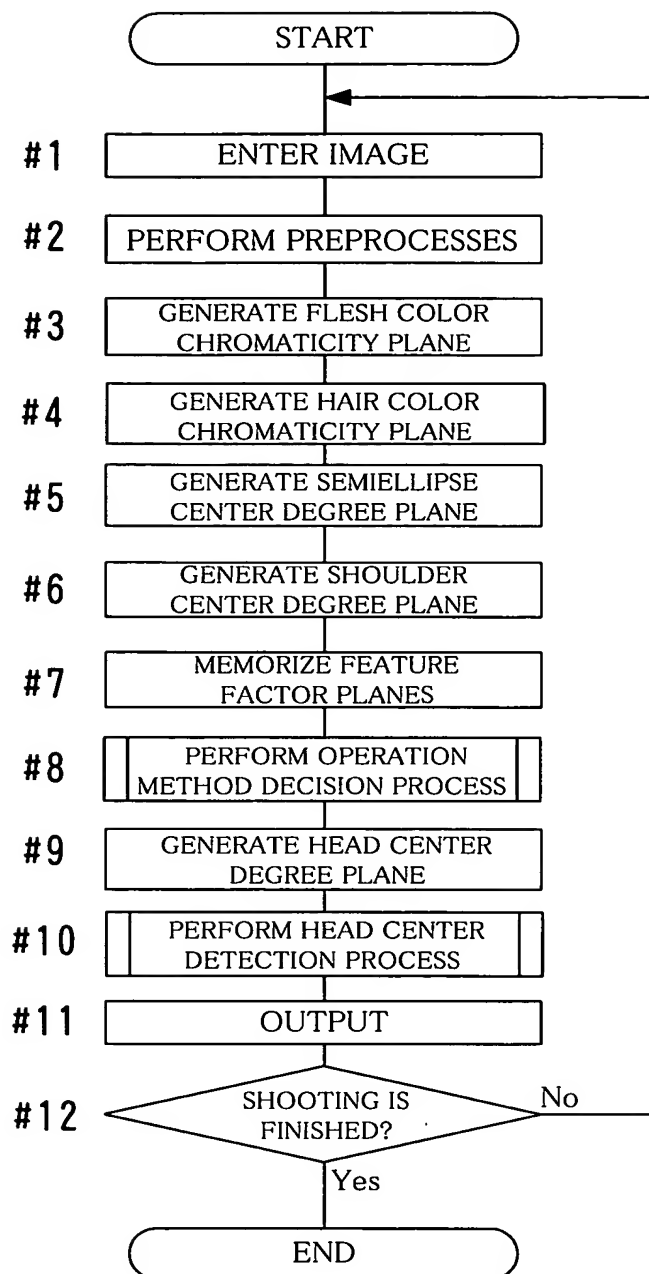 START
#1 ENTER IMAGE
#2 PERFORM PREPROCESSES
#3 GENERATE FLESH COLOR
CHROMATICITY PLANE
#4 GENERATE HAIR COLOR
CHROMATICITY PLANE
#5 GENERATE SEMIELLIPSE
CENTER DEGREE PLANE
#6 GENERATE SHOULDER
CENTER DEGREE PLANE
#7 MEMORIZE FEATURE
FACTOR PLANES
#8 PERFORM OPERATION
METHOD DECISION PROCESS
#9 GENERATE HEAD CENTER
DEGREE PLANE
#10 PERFORM HEAD CENTER
DETECTION PROCESS
#11 OUTPUT
#12 SHOOTING IS
FINISHED?
No
Yes
END